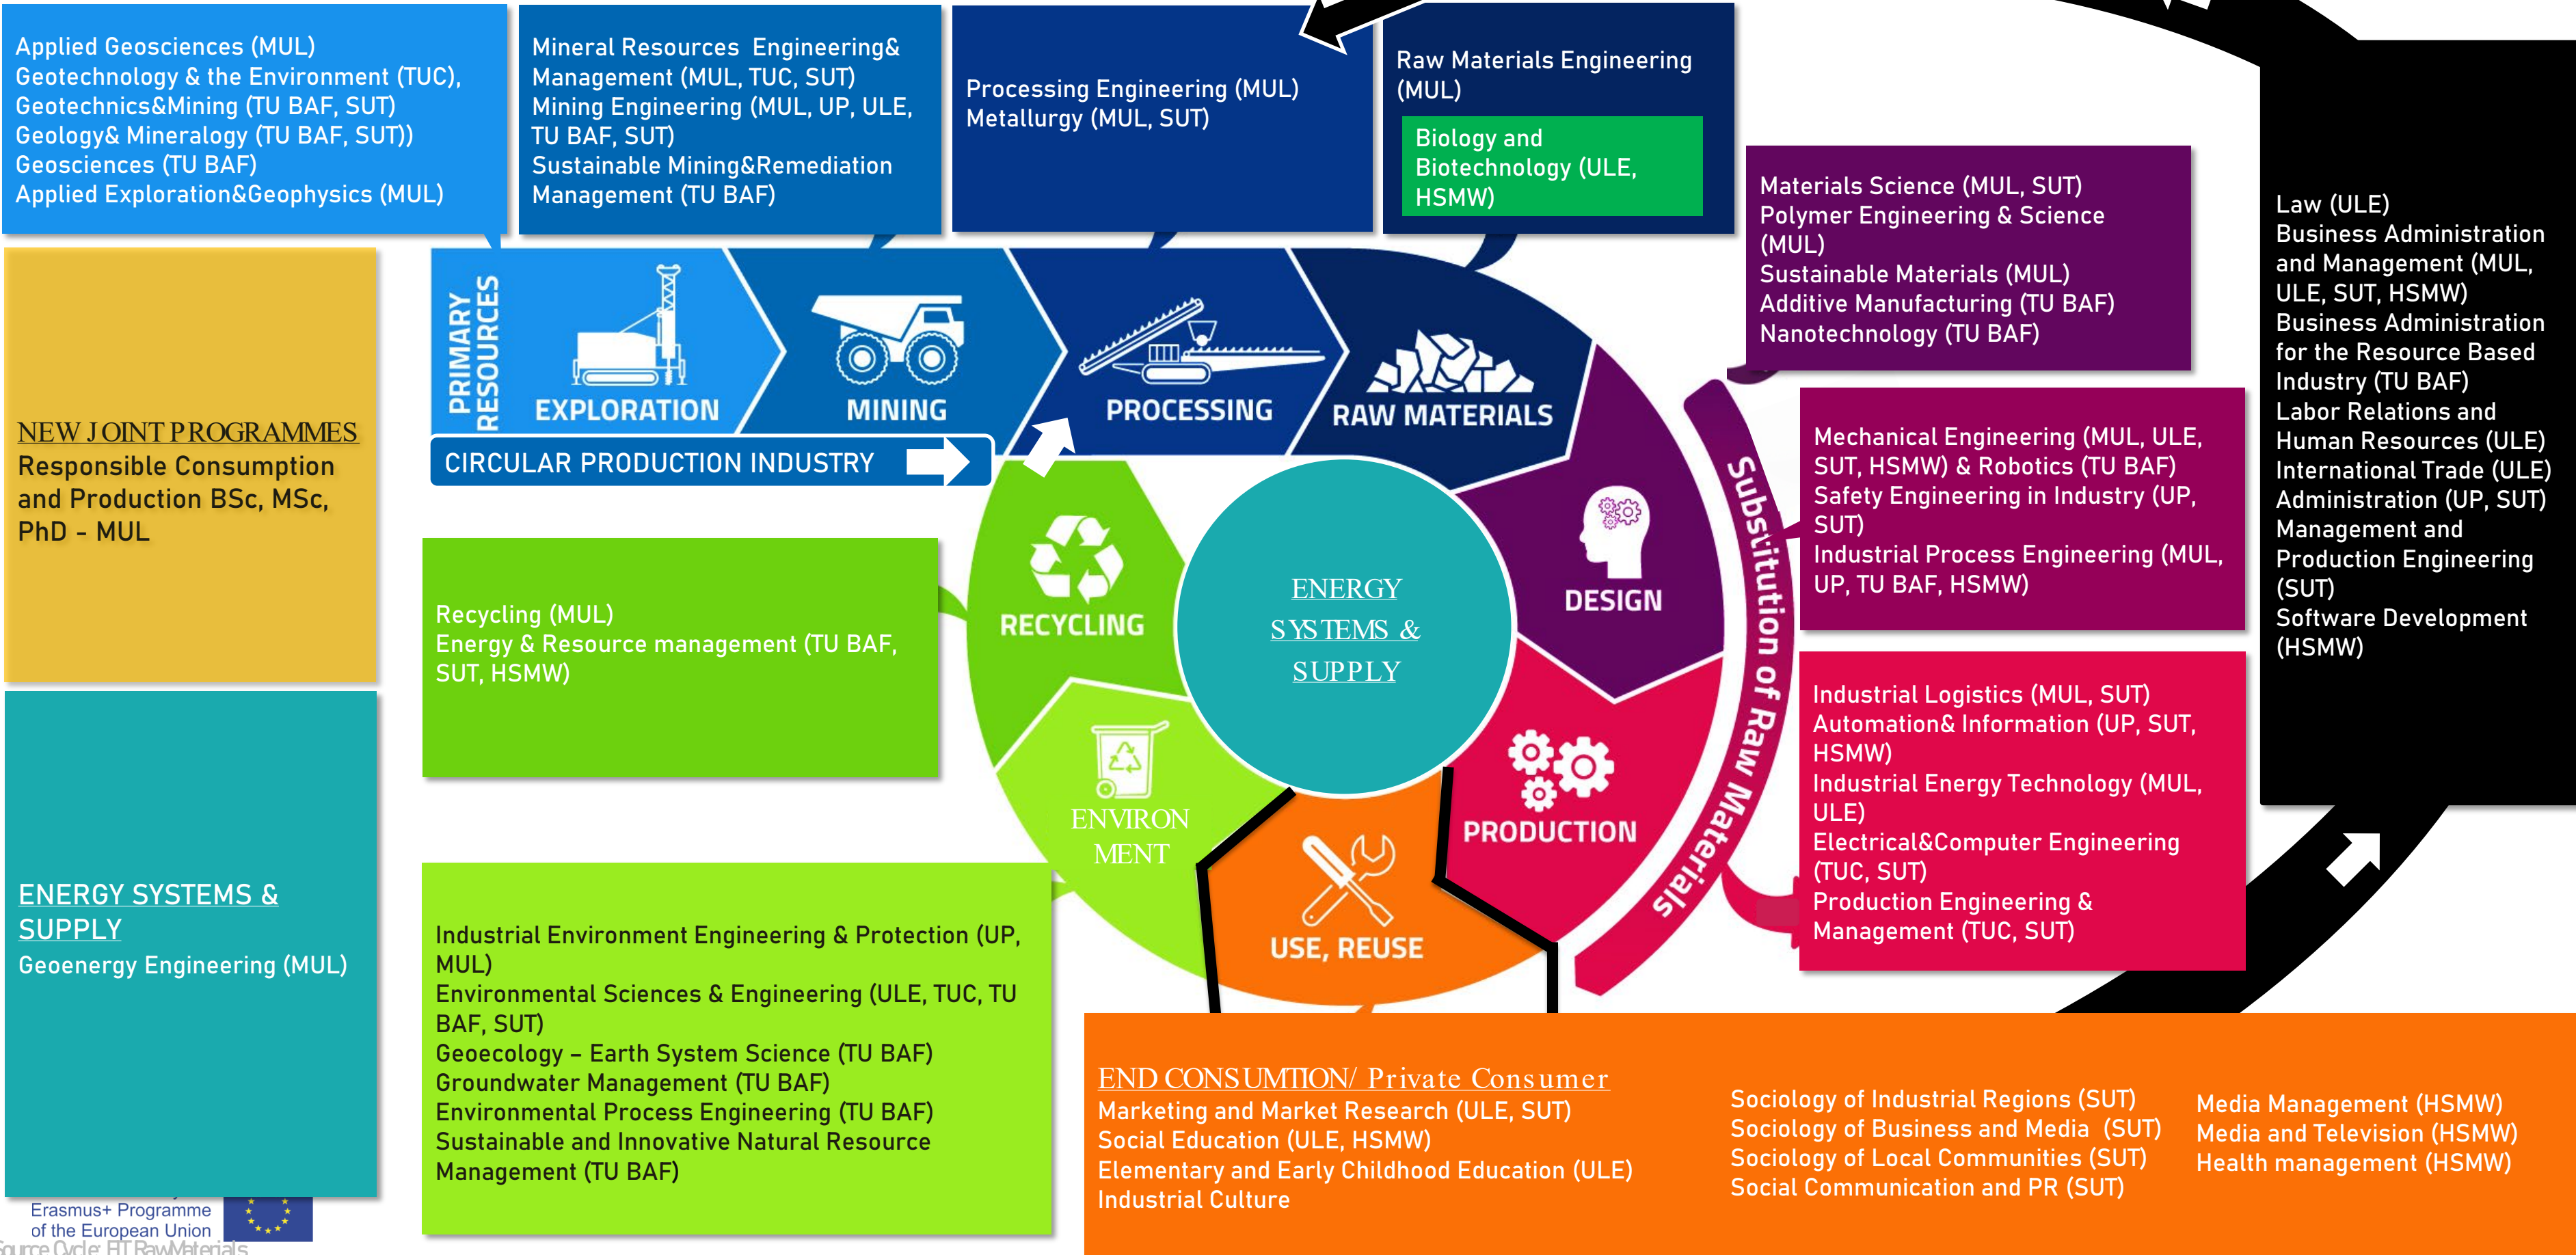 Applied Geosciences (MUL)
Geotechnology & the Environment (TUC),
Geotechnics&Mining (TU BAF, SUT)
Geology& Mineralogy (TU BAF, SUT))
Geosciences (TU BAF)
Applied Exploration&Geophysics (MUL)
Mineral Resources Engineering&
Management (MUL, TUC, SUT)
Mining Engineering (MUL, UP, ULE,
TU BAF, SUT)
Sustainable Mining&Remediation
Management (TU BAF)
Processing Engineering (MUL)
Metallurgy (MUL, SUT)
Raw Materials Engineering
(MUL)
Biology and
Biotechnology (ULE,
HSMW)
Materials Science (MUL, SUT)
Polymer Engineering & Science
(MUL)
Sustainable Materials (MUL)
Additive Manufacturing (TU BAF)
Nanotechnology (TU BAF)
Law (ULE)
Business Administration
and Management (MUL,
ULE, SUT, HSMW)
Business Administration
for the Resource Based
Industry (TU BAF)
Labor Relations and
Human Resources (ULE)
International Trade (ULE)
Administration (UP, SUT)
Management and
Production Engineering
(SUT)
Software Development
(HSMW)
NEW JOINT PROGRAMMES
Responsible Consumption
and Production BSc, MSc,
PhD - MUL
PRIMARY
RESOURCES
EXPLORATION
MINING
PROCESSING
RAW MATERIALS
CIRCULAR PRODUCTION INDUSTRY
DESIGN
Substitution of Raw Materials
PRODUCTION
USE, REUSE
ENVIRON
MENT
RECYCLING
ENERGY
SYSTEMS &
SUPPLY
Mechanical Engineering (MUL, ULE,
SUT, HSMW) & Robotics (TU BAF)
Safety Engineering in Industry (UP,
SUT)
Industrial Process Engineering (MUL,
UP, TU BAF, HSMW)
Recycling (MUL)
Energy & Resource management (TU BAF,
SUT, HSMW)
Industrial Logistics (MUL, SUT)
Automation& Information (UP, SUT,
HSMW)
Industrial Energy Technology (MUL,
ULE)
Electrical&Computer Engineering
(TUC, SUT)
Production Engineering &
Management (TUC, SUT)
ENERGY SYSTEMS &
SUPPLY
Geoenergy Engineering (MUL)
Industrial Environment Engineering & Protection (UP,
MUL)
Environmental Sciences & Engineering (ULE, TUC, TU
BAF, SUT)
Geoecology – Earth System Science (TU BAF)
Groundwater Management (TU BAF)
Environmental Process Engineering (TU BAF)
Sustainable and Innovative Natural Resource
Management (TU BAF)
END CONSUMTION/ Private Consumer
Marketing and Market Research (ULE, SUT)
Social Education (ULE, HSMW)
Elementary and Early Childhood Education (ULE)
Industrial Culture
Sociology of Industrial Regions (SUT)
Sociology of Business and Media (SUT)
Sociology of Local Communities (SUT)
Social Communication and PR (SUT)
Media Management (HSMW)
Media and Television (HSMW)
Health management (HSMW)
Erasmus+ Programme
of the European Union
Cycle: EIT RawMaterials